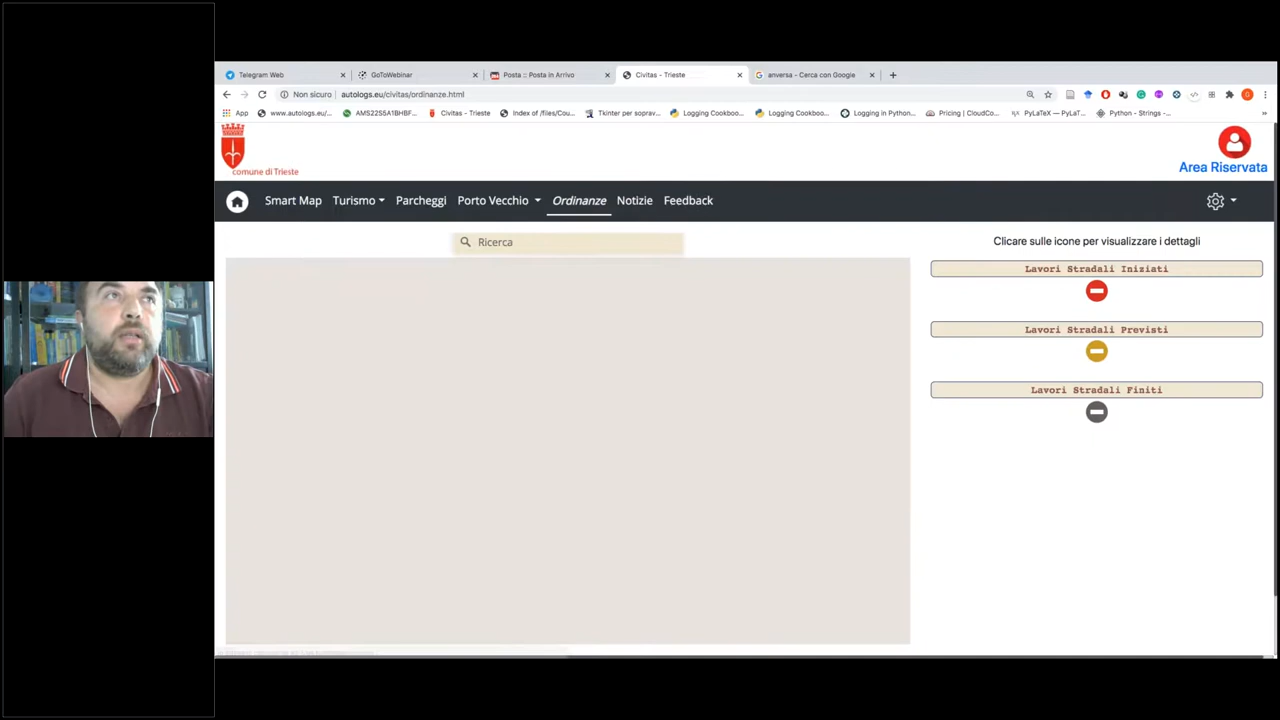 Telegram Web
GoToWebinar
Posta :: Posta in Arrivo
Civitas - Trieste
anversa - Cerca con Google
Non sicuro
autologs.eu/civitas/ordinanze.html
App
www.autologs.eu/...
AMS22S5A1BHBF...
Civitas - Trieste
Index of /files/Cou...
Tkinter per soprav...
Logging Cookboo...
Logging Cookboo...
Logging in Python...
Pricing | CloudCo...
PyLaTeX — PyLaT...
Python - Strings -...
comune di Trieste
Area Riservata
Smart Map
Turismo
Parcheggi
Porto Vecchio
Ordinanze
Notizie
Feedback
Ricerca
Clicare sulle icone per visualizzare i dettagli
Lavori Stradali Iniziati
Lavori Stradali Previsti
Lavori Stradali Finiti